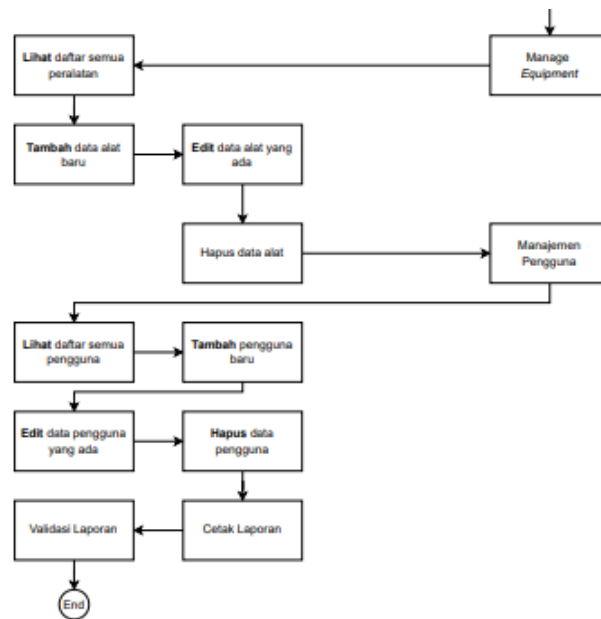 Lihat daftar semua
peralatan
Manage
Equipment
Tambah data alat
baru
Edit data alat yang
ada
Hapus data alat
Manajemen
Pengguna
Lihat daftar semua
pengguna
Tambah pengguna
baru
Edit data pengguna
yang ada
Hapus data
pengguna
Validasi Laporan
Cetak Laporan
End